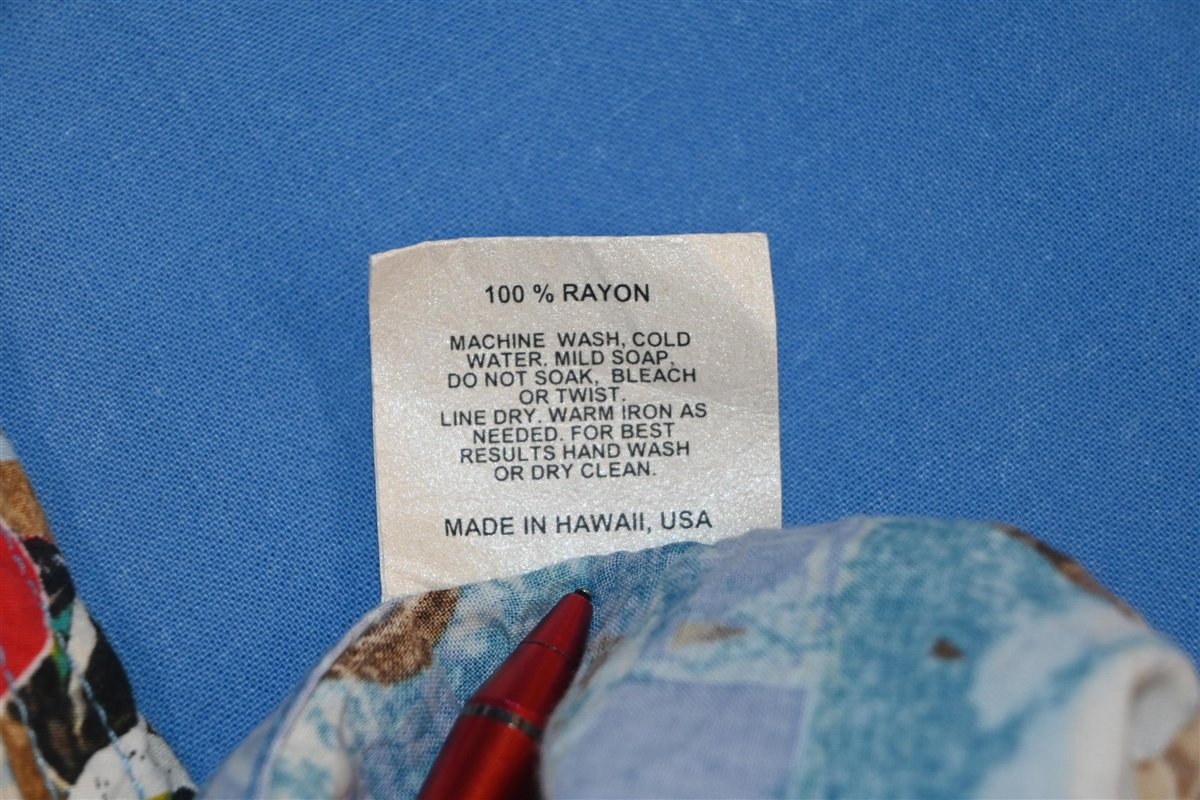 100 % RAYON
MACHINE WASH, COLD
WATER. MILD SOAP.
DO NOT SOAK, BLEACH
OR TWIST.
LINE DRY. WARM IRON AS
NEEDED. FOR BEST
RESULTS HAND WASH
OR DRY CLEAN.
MADE IN HAWAII, USA